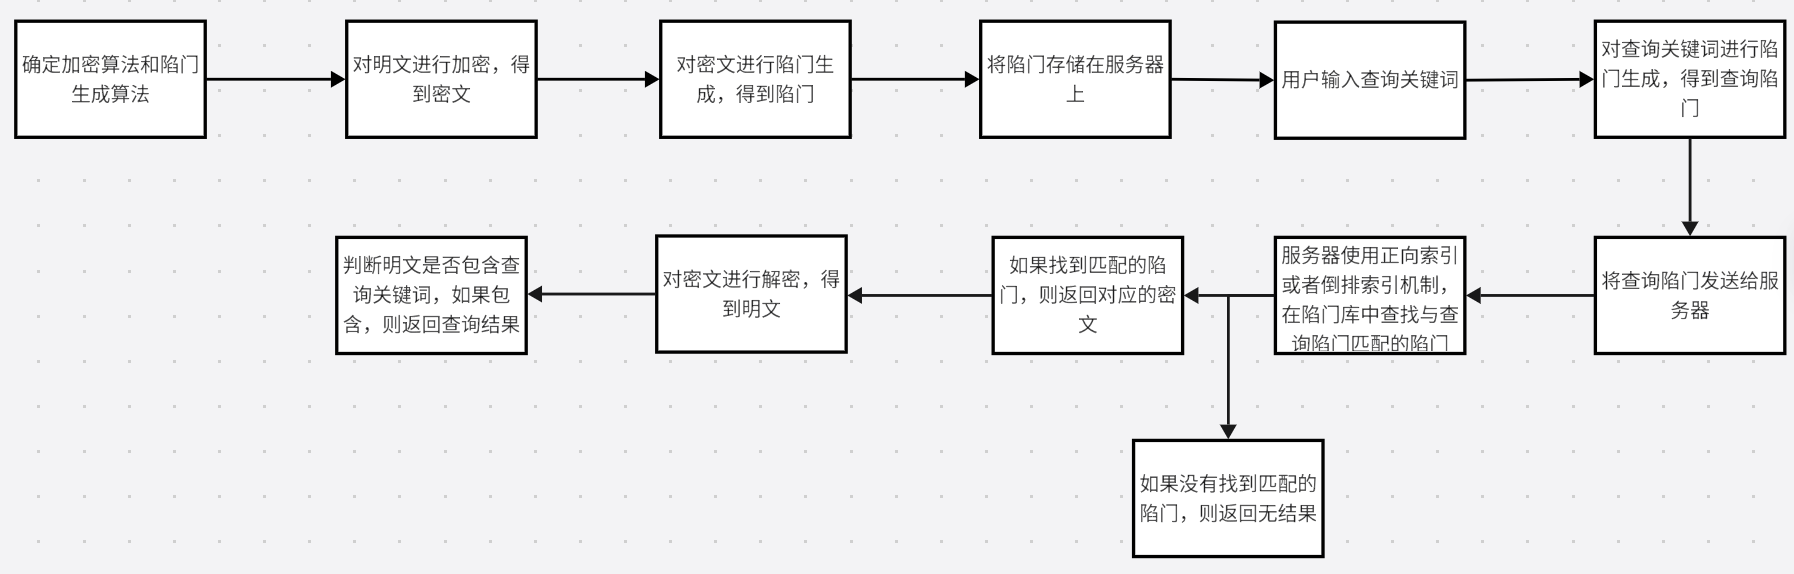 确定加密算法和陷门
生成算法
对明文进行加密，得
到密文
对密文进行陷门生
成，得到陷门
将陷门存储在服务器
上
用户输入查询关键词
对查询关键词进行陷
门生成，得到查询陷
门
将查询陷门发送给服
务器
服务器使用正向索引
或者倒排索引机制，
在陷门库中查找与查
询陷门匹配的陷门
如果找到匹配的陷
门，则返回对应的密
文
对密文进行解密，得
到明文
判断明文是否包含查
询关键词，如果包
含，则返回查询结果
如果没有找到匹配的
陷门，则返回无结果